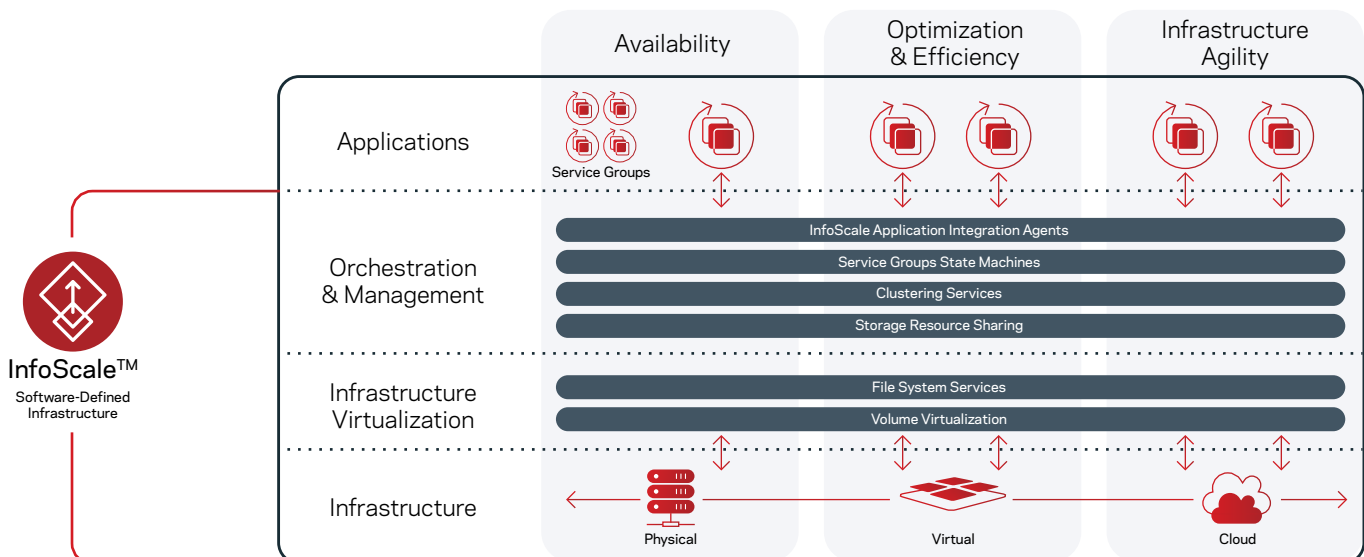 Availability
Optimization
& Efficiency
Infrastructure
Agility
Applications
Service Groups
InfoScale Application Integration Agents
Service Groups State Machines
Orchestration
& Management
Clustering Services
Storage Resource Sharing
InfoScale™
Software-Defined
Infrastructure
Infrastructure
Virtualization
File System Services
Volume Virtualization
Infrastructure
Physical
Virtual
Cloud